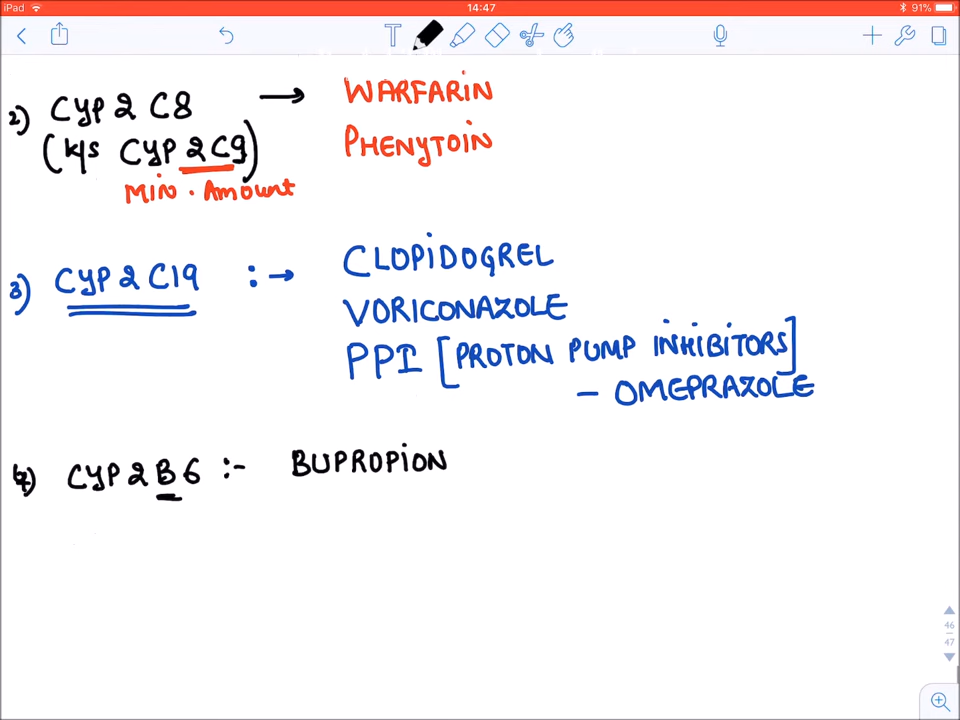 iPad 14:47 91%
T
2) CYP 2 C8 → WARFARIN
(k/s CYP 2C9) PHENYTOIN
MIN. AMOUNT
3) CYP 2 C19 :→ CLOPIDOGREL
VORICONAZOLE
PPI [PROTON PUMP INHIBITORS]
– OMEPRAZOLE
4) CYP 2 B 6 :- BUPROPION
46
47